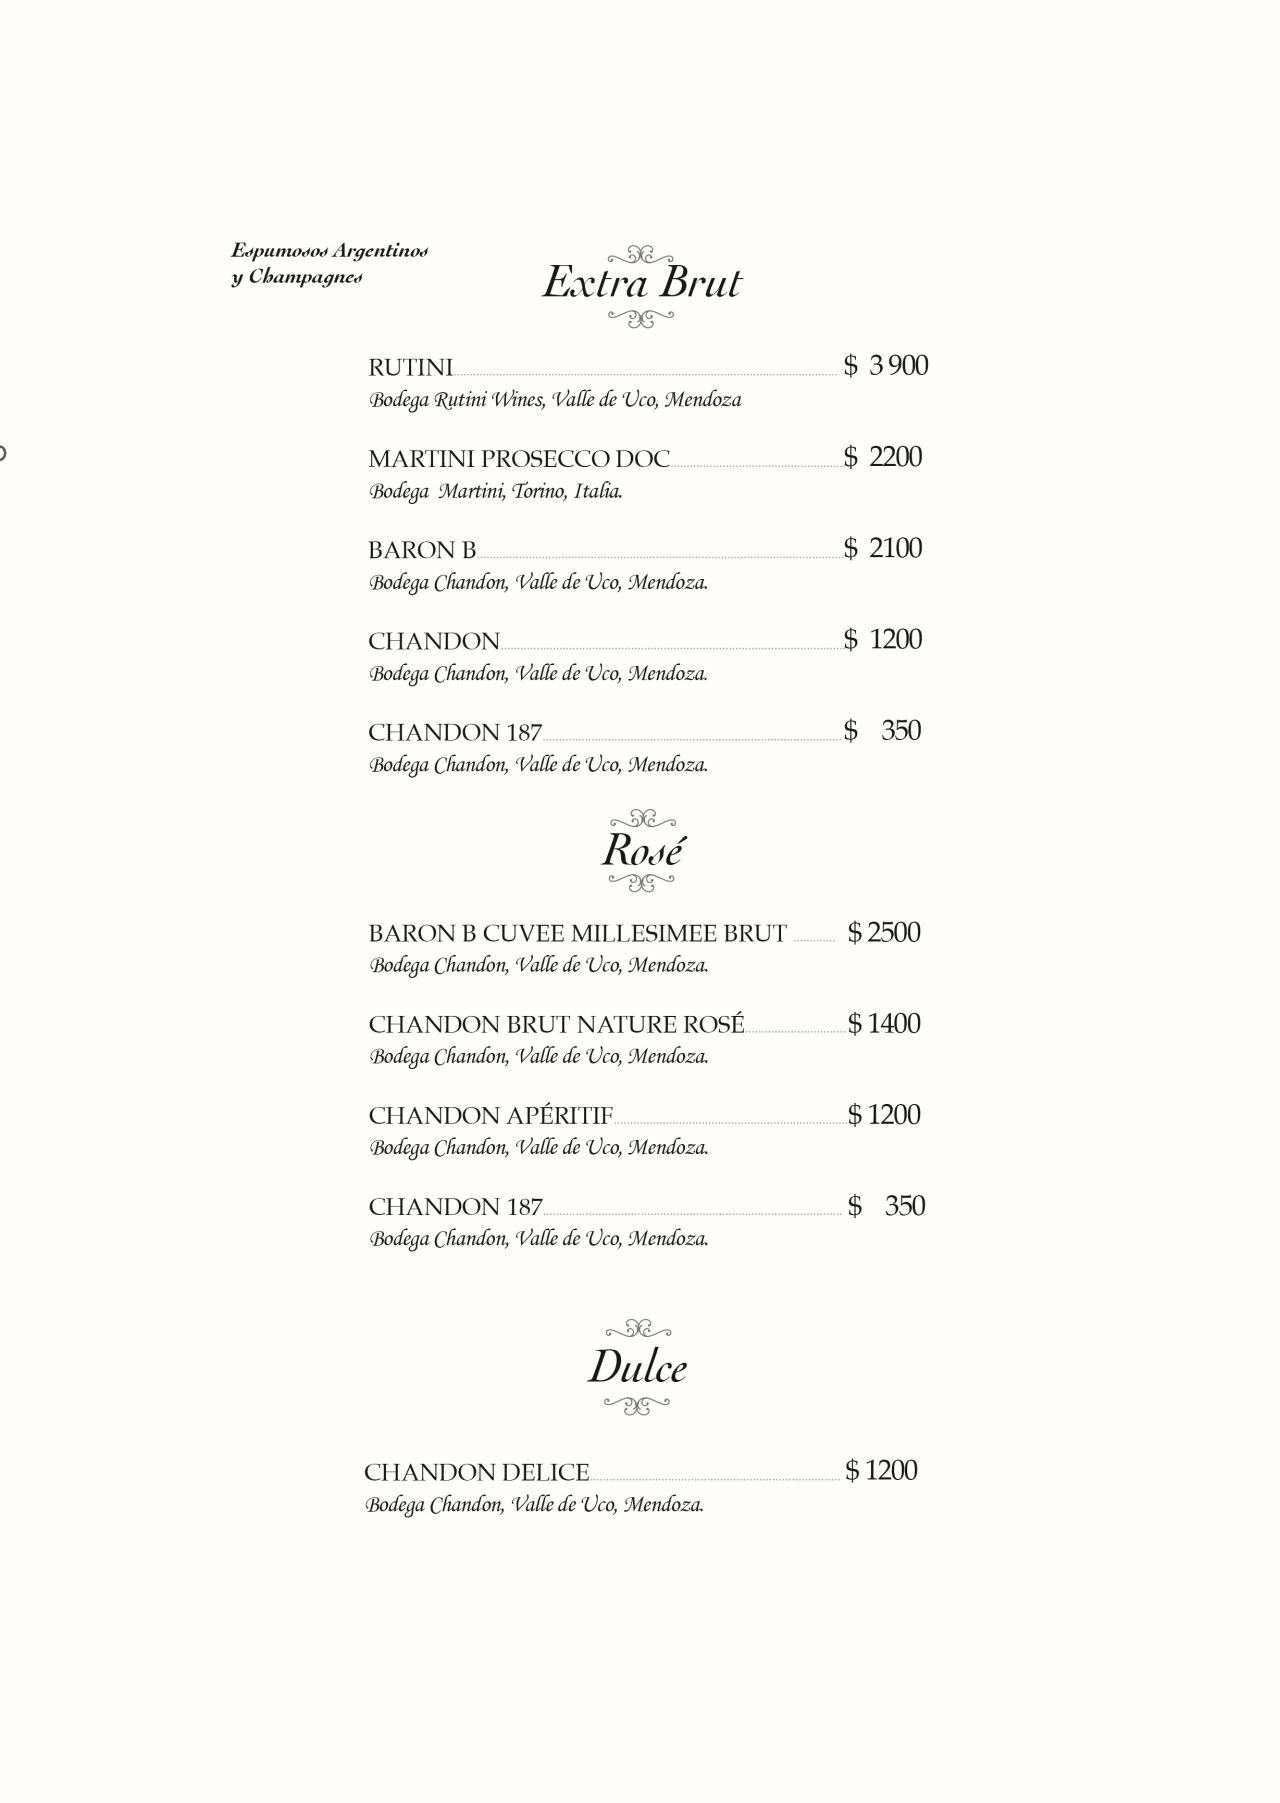 Espumosos Argentinos
y Champagnes
Extra Brut
RUTINI $ 3 900
Bodega Rutini Wines, Valle de Uco, Mendoza
MARTINI PROSECCO DOC $ 2200
Bodega Martini, Torino, Italia.
BARON B $ 2100
Bodega Chandon, Valle de Uco, Mendoza.
CHANDON $ 1200
Bodega Chandon, Valle de Uco, Mendoza.
CHANDON 187 $ 350
Bodega Chandon, Valle de Uco, Mendoza.
Rosé
BARON B CUVEE MILLESIMEE BRUT $ 2500
Bodega Chandon, Valle de Uco, Mendoza.
CHANDON BRUT NATURE ROSÉ $ 1400
Bodega Chandon, Valle de Uco, Mendoza.
CHANDON APÉRITIF $ 1200
Bodega Chandon, Valle de Uco, Mendoza.
CHANDON 187 $ 350
Bodega Chandon, Valle de Uco, Mendoza.
Dulce
CHANDON DELICE $ 1200
Bodega Chandon, Valle de Uco, Mendoza.